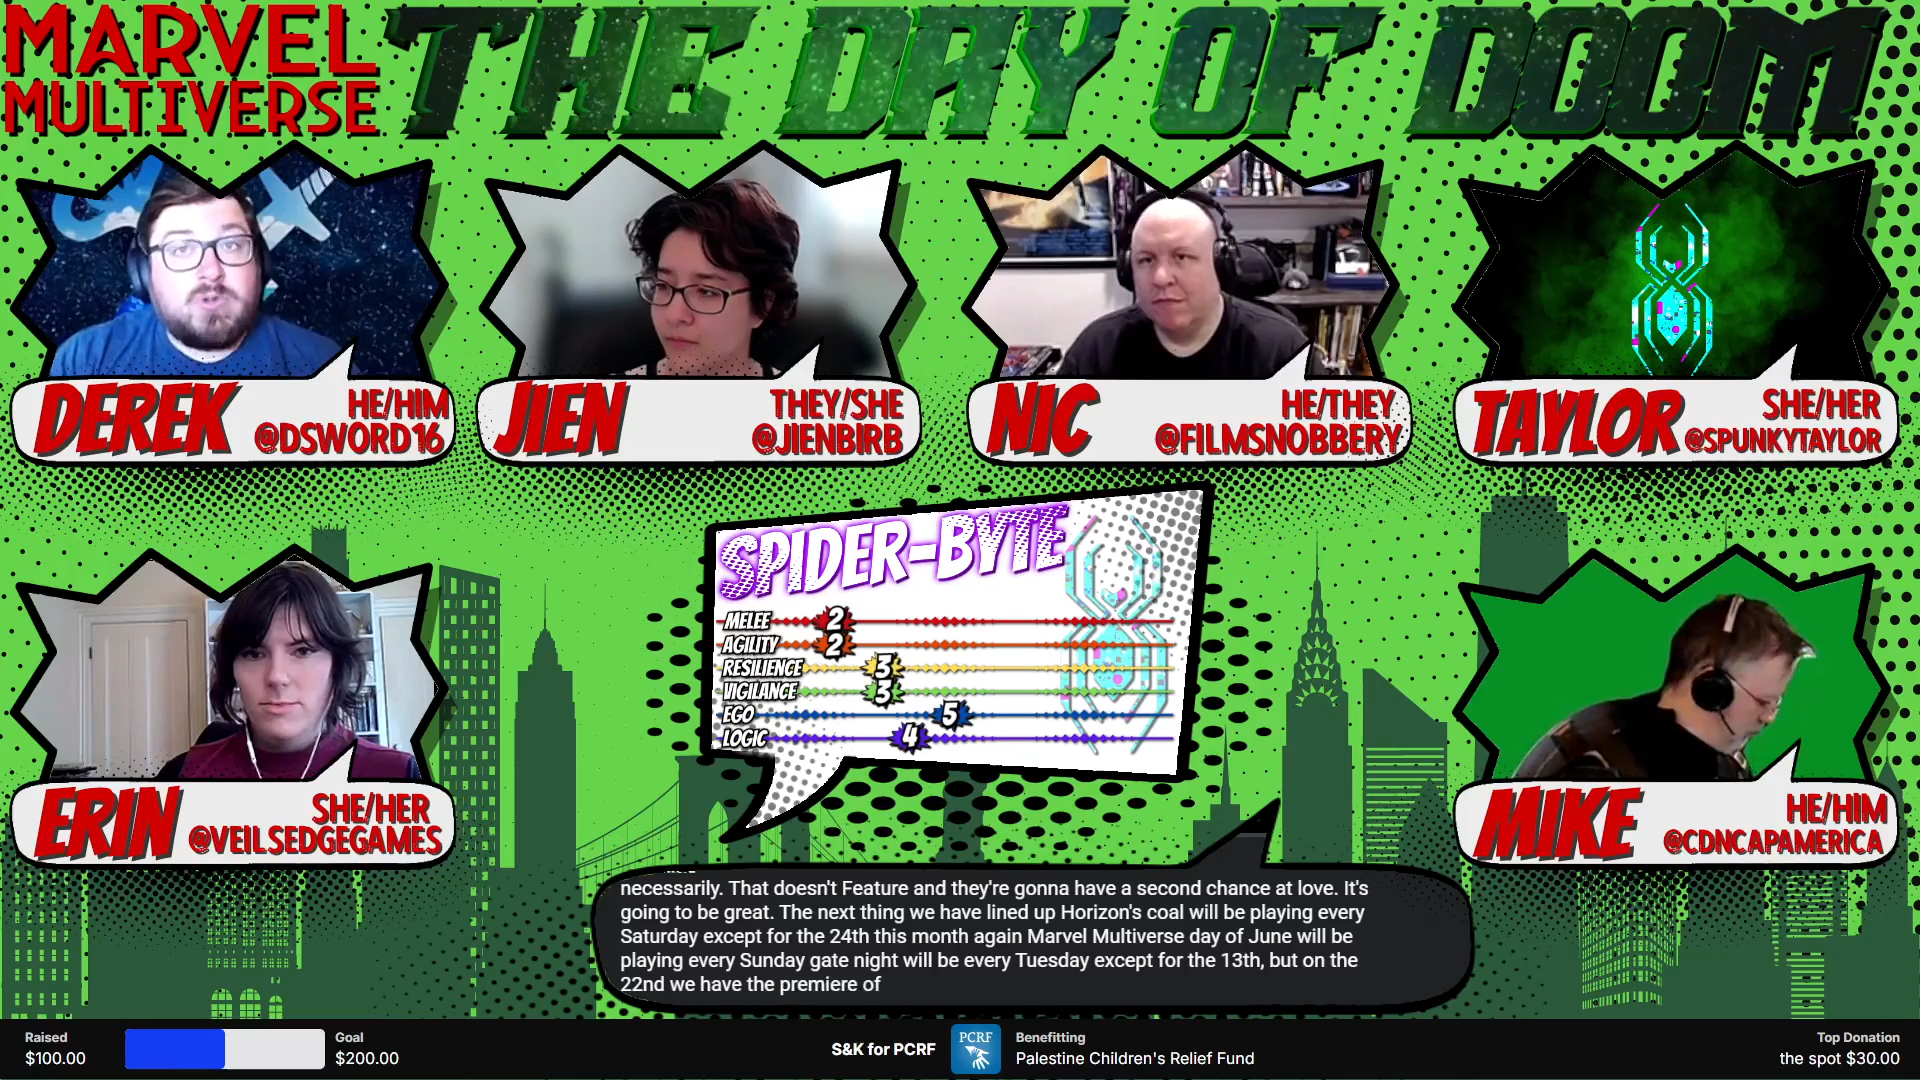 MARVEL
MULTIVERSE
THE DAY OF DOOM
DEREK
HE/HIM
@DSWORD16
JIEN
THEY/SHE
@JIENBIRB
NIC
HE/THEY
@FILMSNOBBERY
TAYLOR
SHE/HER
@SPUNKYTAYLOR
SPIDER-BYTE
MELEE 2
AGILITY 2
RESILIENCE 3
VIGILANCE 3
EGO 5
LOGIC 4
ERIN
SHE/HER
@VEILSEDGEGAMES
MIKE
HE/HIM
@CDNCAPAMERICA
necessarily. That doesn't Feature and they're gonna have a second chance at love. It's
going to be great. The next thing we have lined up Horizon's coal will be playing every
Saturday except for the 24th this month again Marvel Multiverse day of June will be
playing every Sunday gate night will be every Tuesday except for the 13th, but on the
22nd we have the premiere of
Raised
$100.00
Goal
$200.00
S&K for PCRF
PCRF
Benefitting
Palestine Children's Relief Fund
Top Donation
the spot $30.00